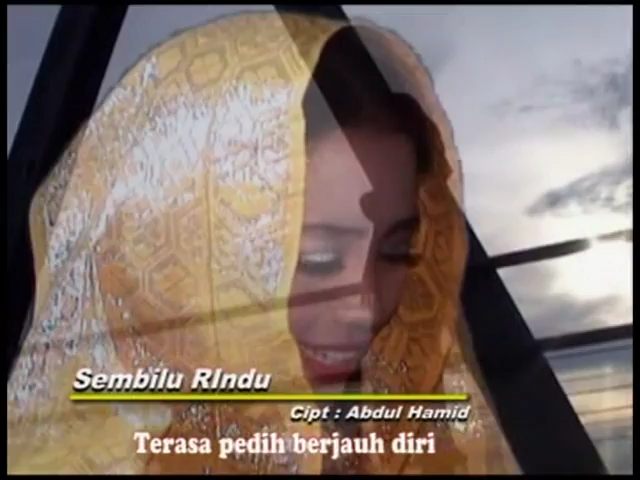 Sembilu RIndu
Cipt : Abdul Hamid
Terasa pedih berjauh diri